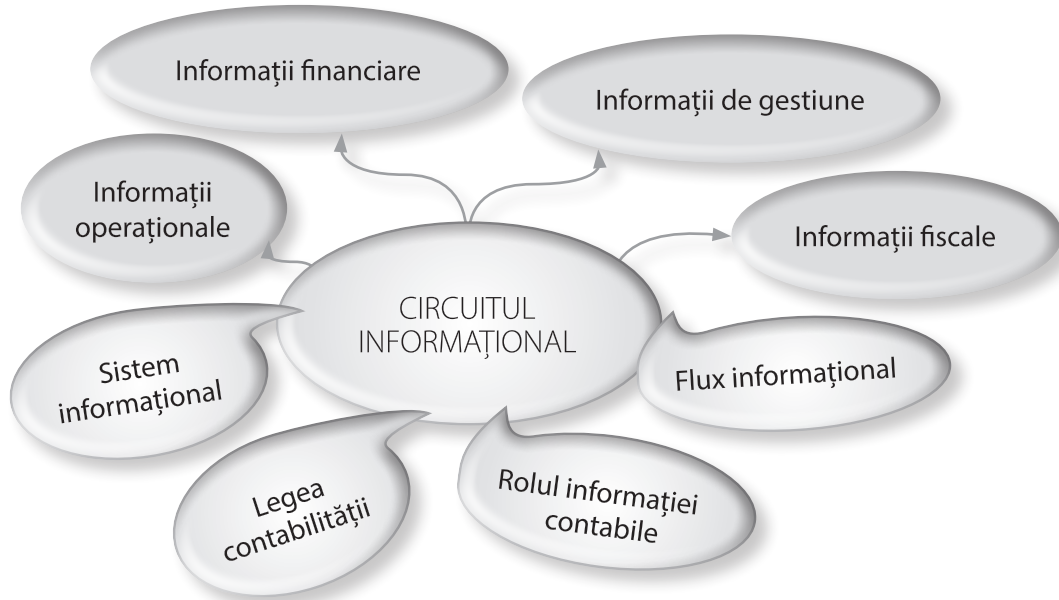 Informații financiare
Informații de gestiune
Informații
operaționale
Informații fiscale
CIRCUITUL
INFORMAȚIONAL
Sistem
informațional
Flux informațional
Legea
contabilității
Rolul informației
contabile